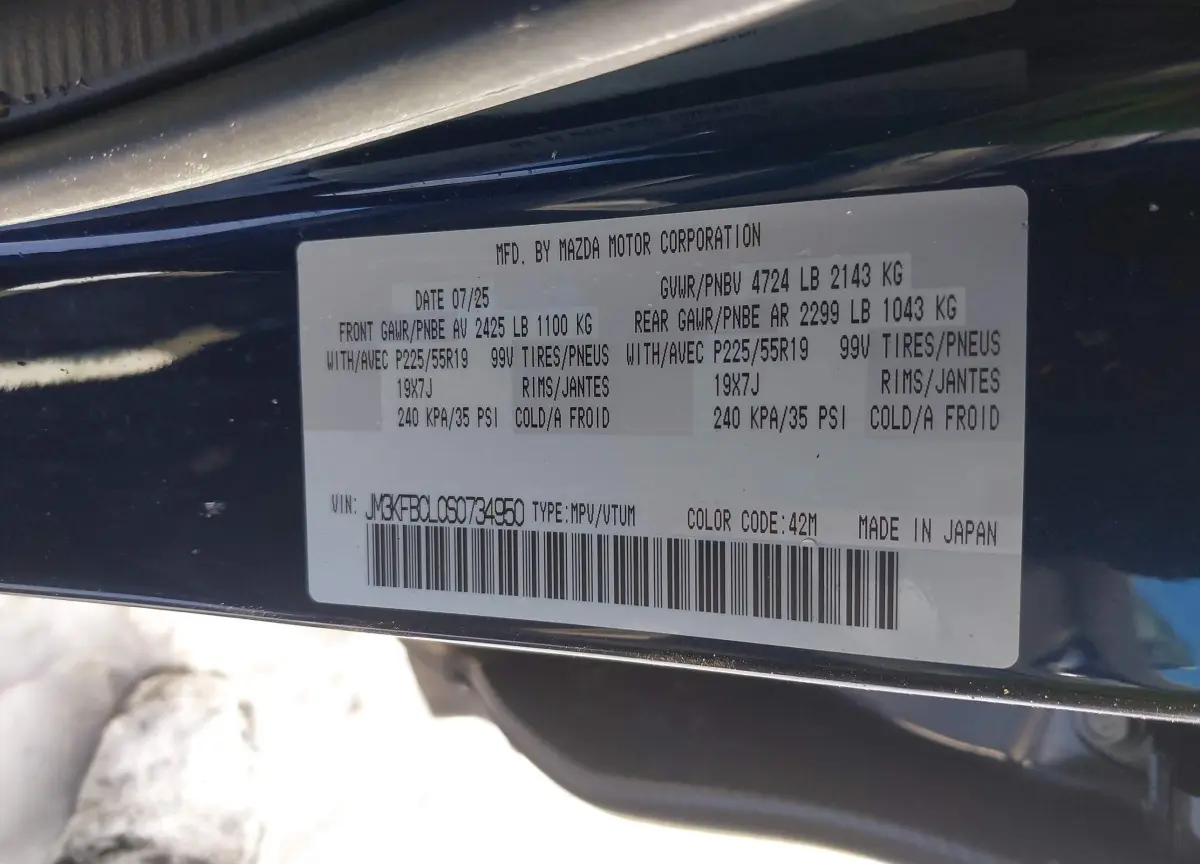 MFD. BY MAZDA MOTOR CORPORATION
DATE 07/25 GVWR/PNBV 4724 LB 2143 KG
FRONT GAWR/PNBE AV 2425 LB 1100 KG REAR GAWR/PNBE AR 2299 LB 1043 KG
WITH/AVEC P225/55R19 99V TIRES/PNEUS WITH/AVEC P225/55R19 99V TIRES/PNEUS
19X7J RIMS/JANTES 19X7J RIMS/JANTES
240 KPA/35 PSI COLD/A FROID 240 KPA/35 PSI COLD/A FROID
VIN: JM3KFBCL0S0734950 TYPE:MPV/VTUM COLOR CODE:42M MADE IN JAPAN